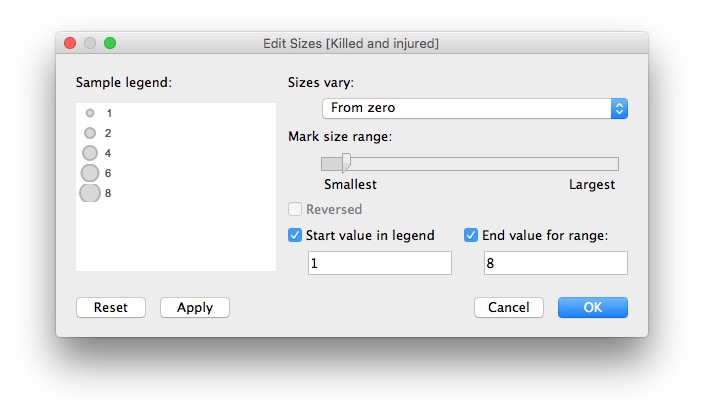 Edit Sizes [Killed and injured]
Sample legend:
1
2
4
6
8
Sizes vary:
From zero
Mark size range:
Smallest Largest
Reversed
Start value in legend End value for range:
1 8
Reset Apply Cancel OK